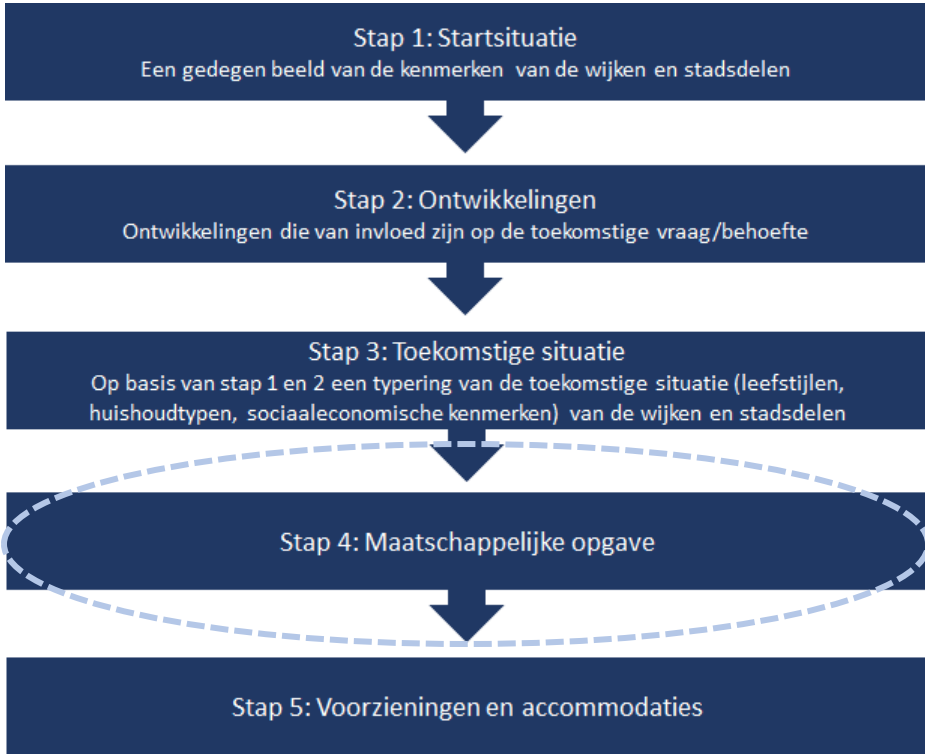 Stap 1: Startsituatie
Een gedegen beeld van de kenmerken van de wijken en stadsdelen
Stap 2: Ontwikkelingen
Ontwikkelingen die van invloed zijn op de toekomstige vraag/behoefte
Stap 3: Toekomstige situatie
Op basis van stap 1 en 2 een typering van de toekomstige situatie (leefstijlen,
huishoudtypen, sociaaleconomische kenmerken) van de wijken en stadsdelen
Stap 4: Maatschappelijke opgave
Stap 5: Voorzieningen en accommodaties